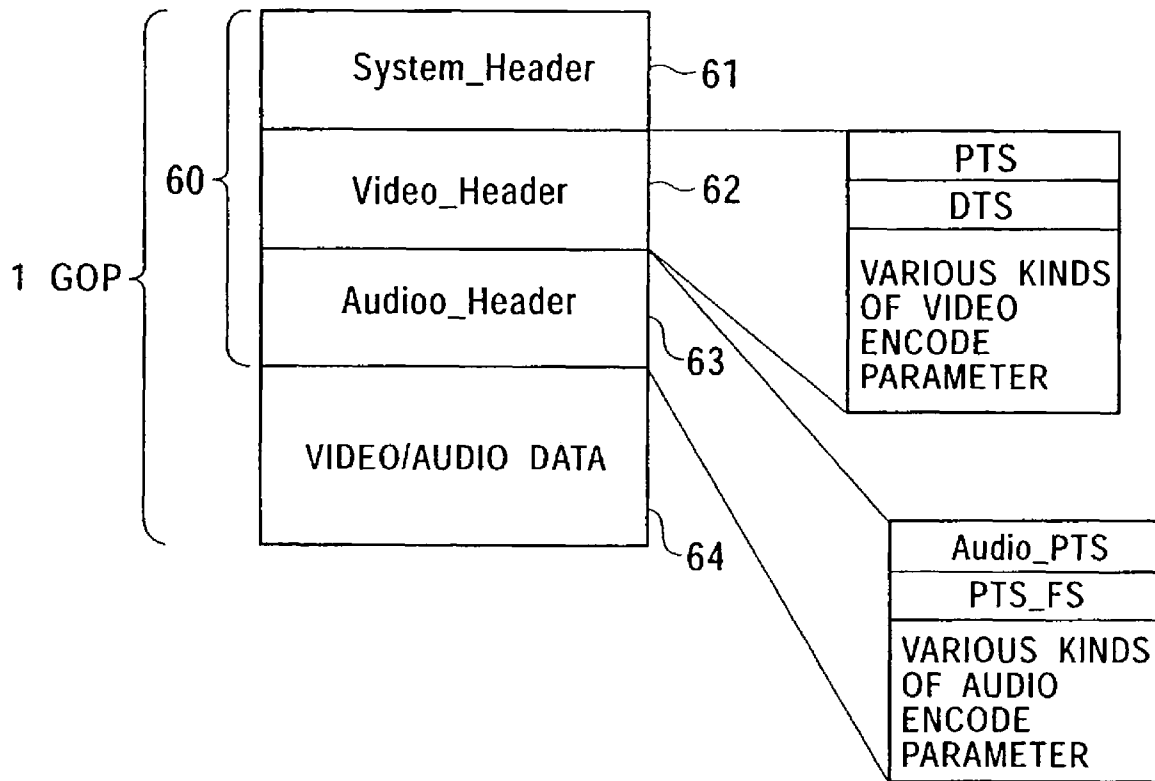 System_Header
61
60
Video_Header
62
1 GOP
Audioo_Header
63
VIDEO/AUDIO DATA
64
PTS
DTS
VARIOUS KINDS
OF VIDEO
ENCODE
PARAMETER
Audio_PTS
PTS_FS
VARIOUS KINDS
OF AUDIO
ENCODE
PARAMETER